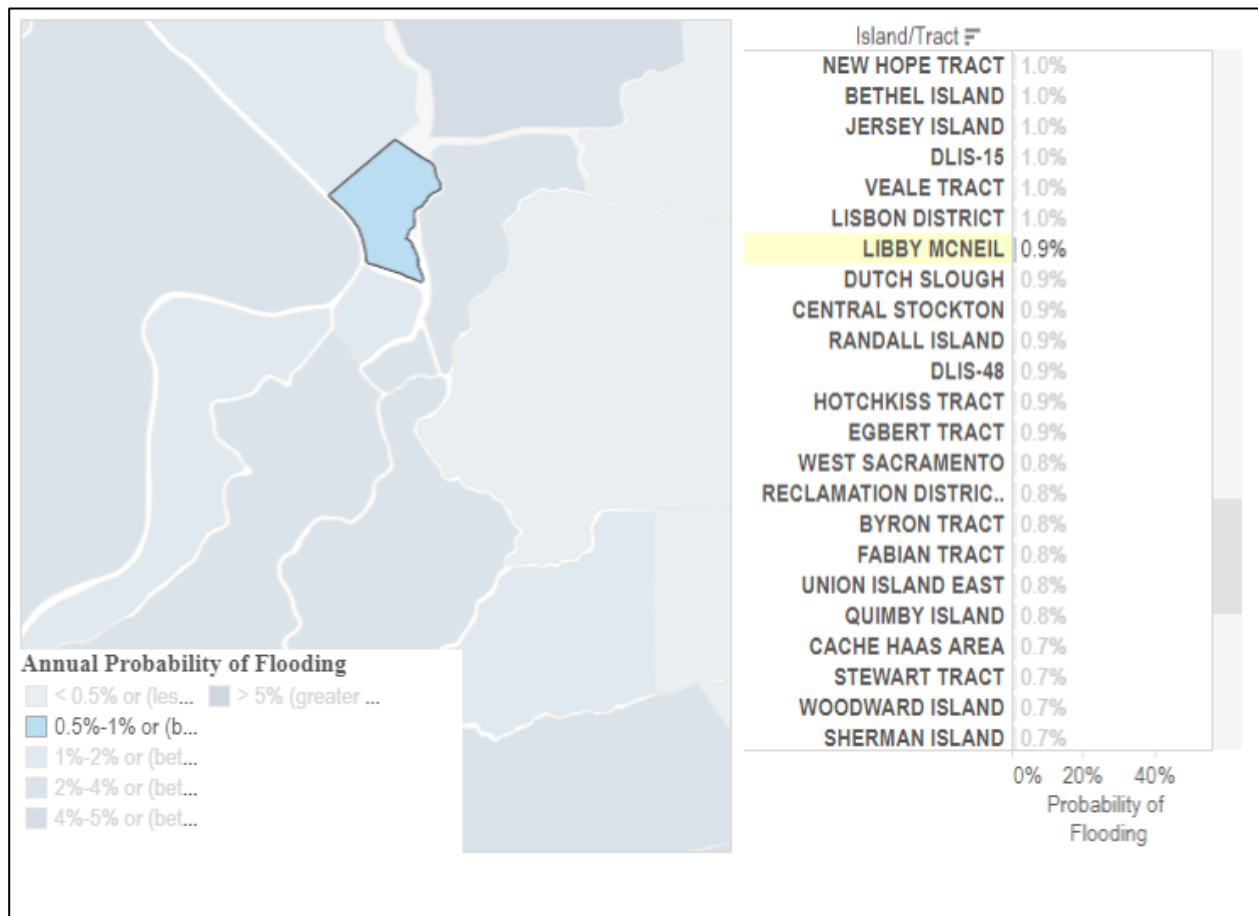 Island/Tract
NEW HOPE TRACT 1.0%
BETHEL ISLAND 1.0%
JERSEY ISLAND 1.0%
DLIS-15 1.0%
VEALE TRACT 1.0%
LISBON DISTRICT 1.0%
LIBBY MCNEIL 0.9%
DUTCH SLOUGH 0.9%
CENTRAL STOCKTON 0.9%
RANDALL ISLAND 0.9%
DLIS-48 0.9%
HOTCHKISS TRACT 0.9%
EGBERT TRACT 0.9%
WEST SACRAMENTO 0.8%
RECLAMATION DISTRIC.. 0.8%
BYRON TRACT 0.8%
FABIAN TRACT 0.8%
UNION ISLAND EAST 0.8%
QUIMBY ISLAND 0.8%
CACHE HAAS AREA 0.7%
STEWART TRACT 0.7%
WOODWARD ISLAND 0.7%
SHERMAN ISLAND 0.7%
0% 20% 40%
Probability of
Flooding
Annual Probability of Flooding
< 0.5% or (les... > 5% (greater ...
0.5%-1% or (b...
1%-2% or (bet...
2%-4% or (bet...
4%-5% or (bet...